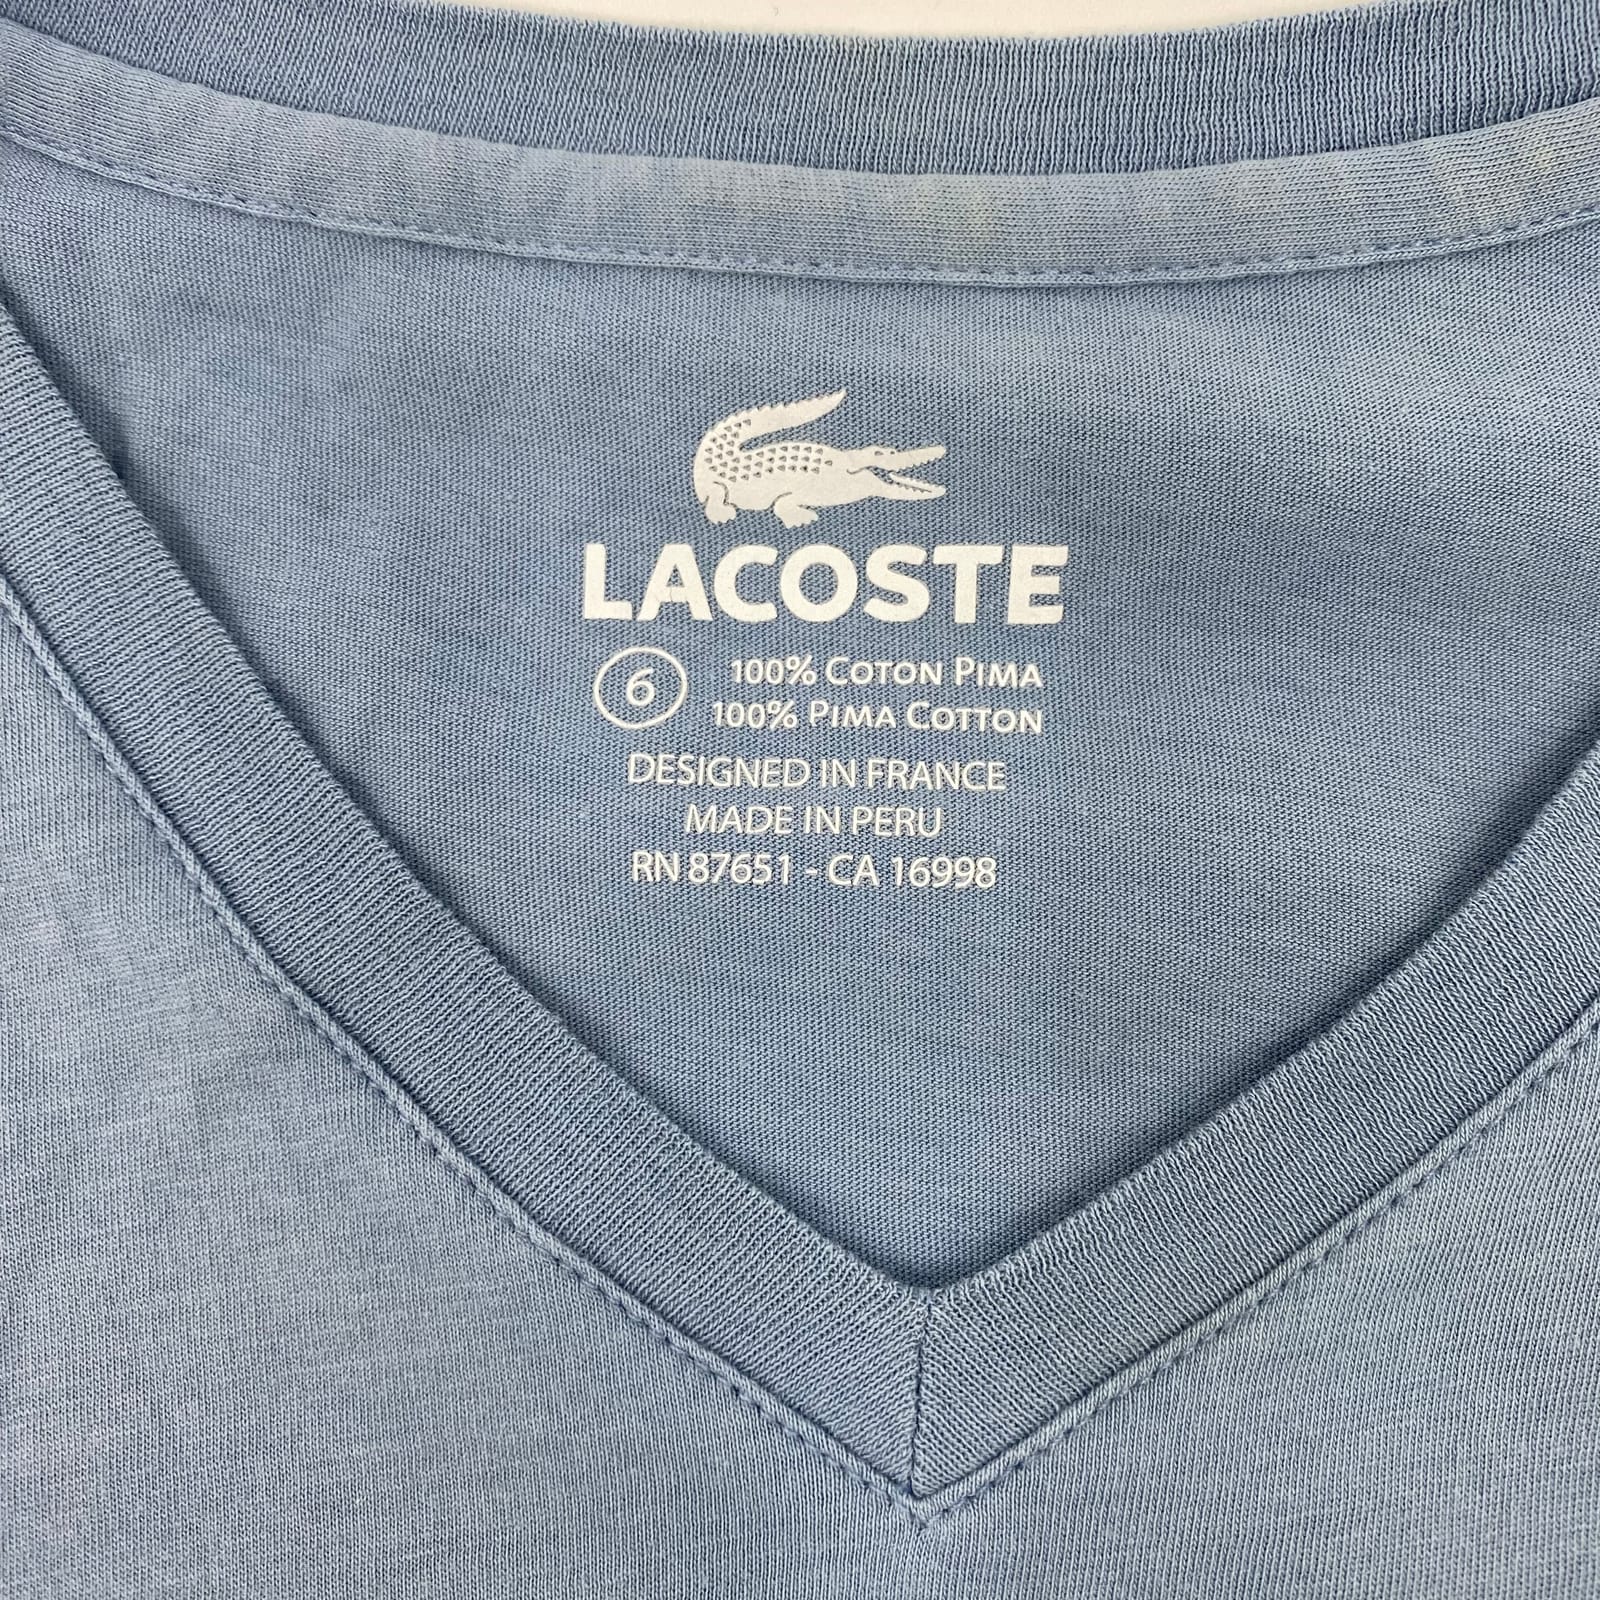 LACOSTE
6
100% COTON PIMA
100% PIMA COTTON
DESIGNED IN FRANCE
MADE IN PERU
RN 87651 - CA 16998